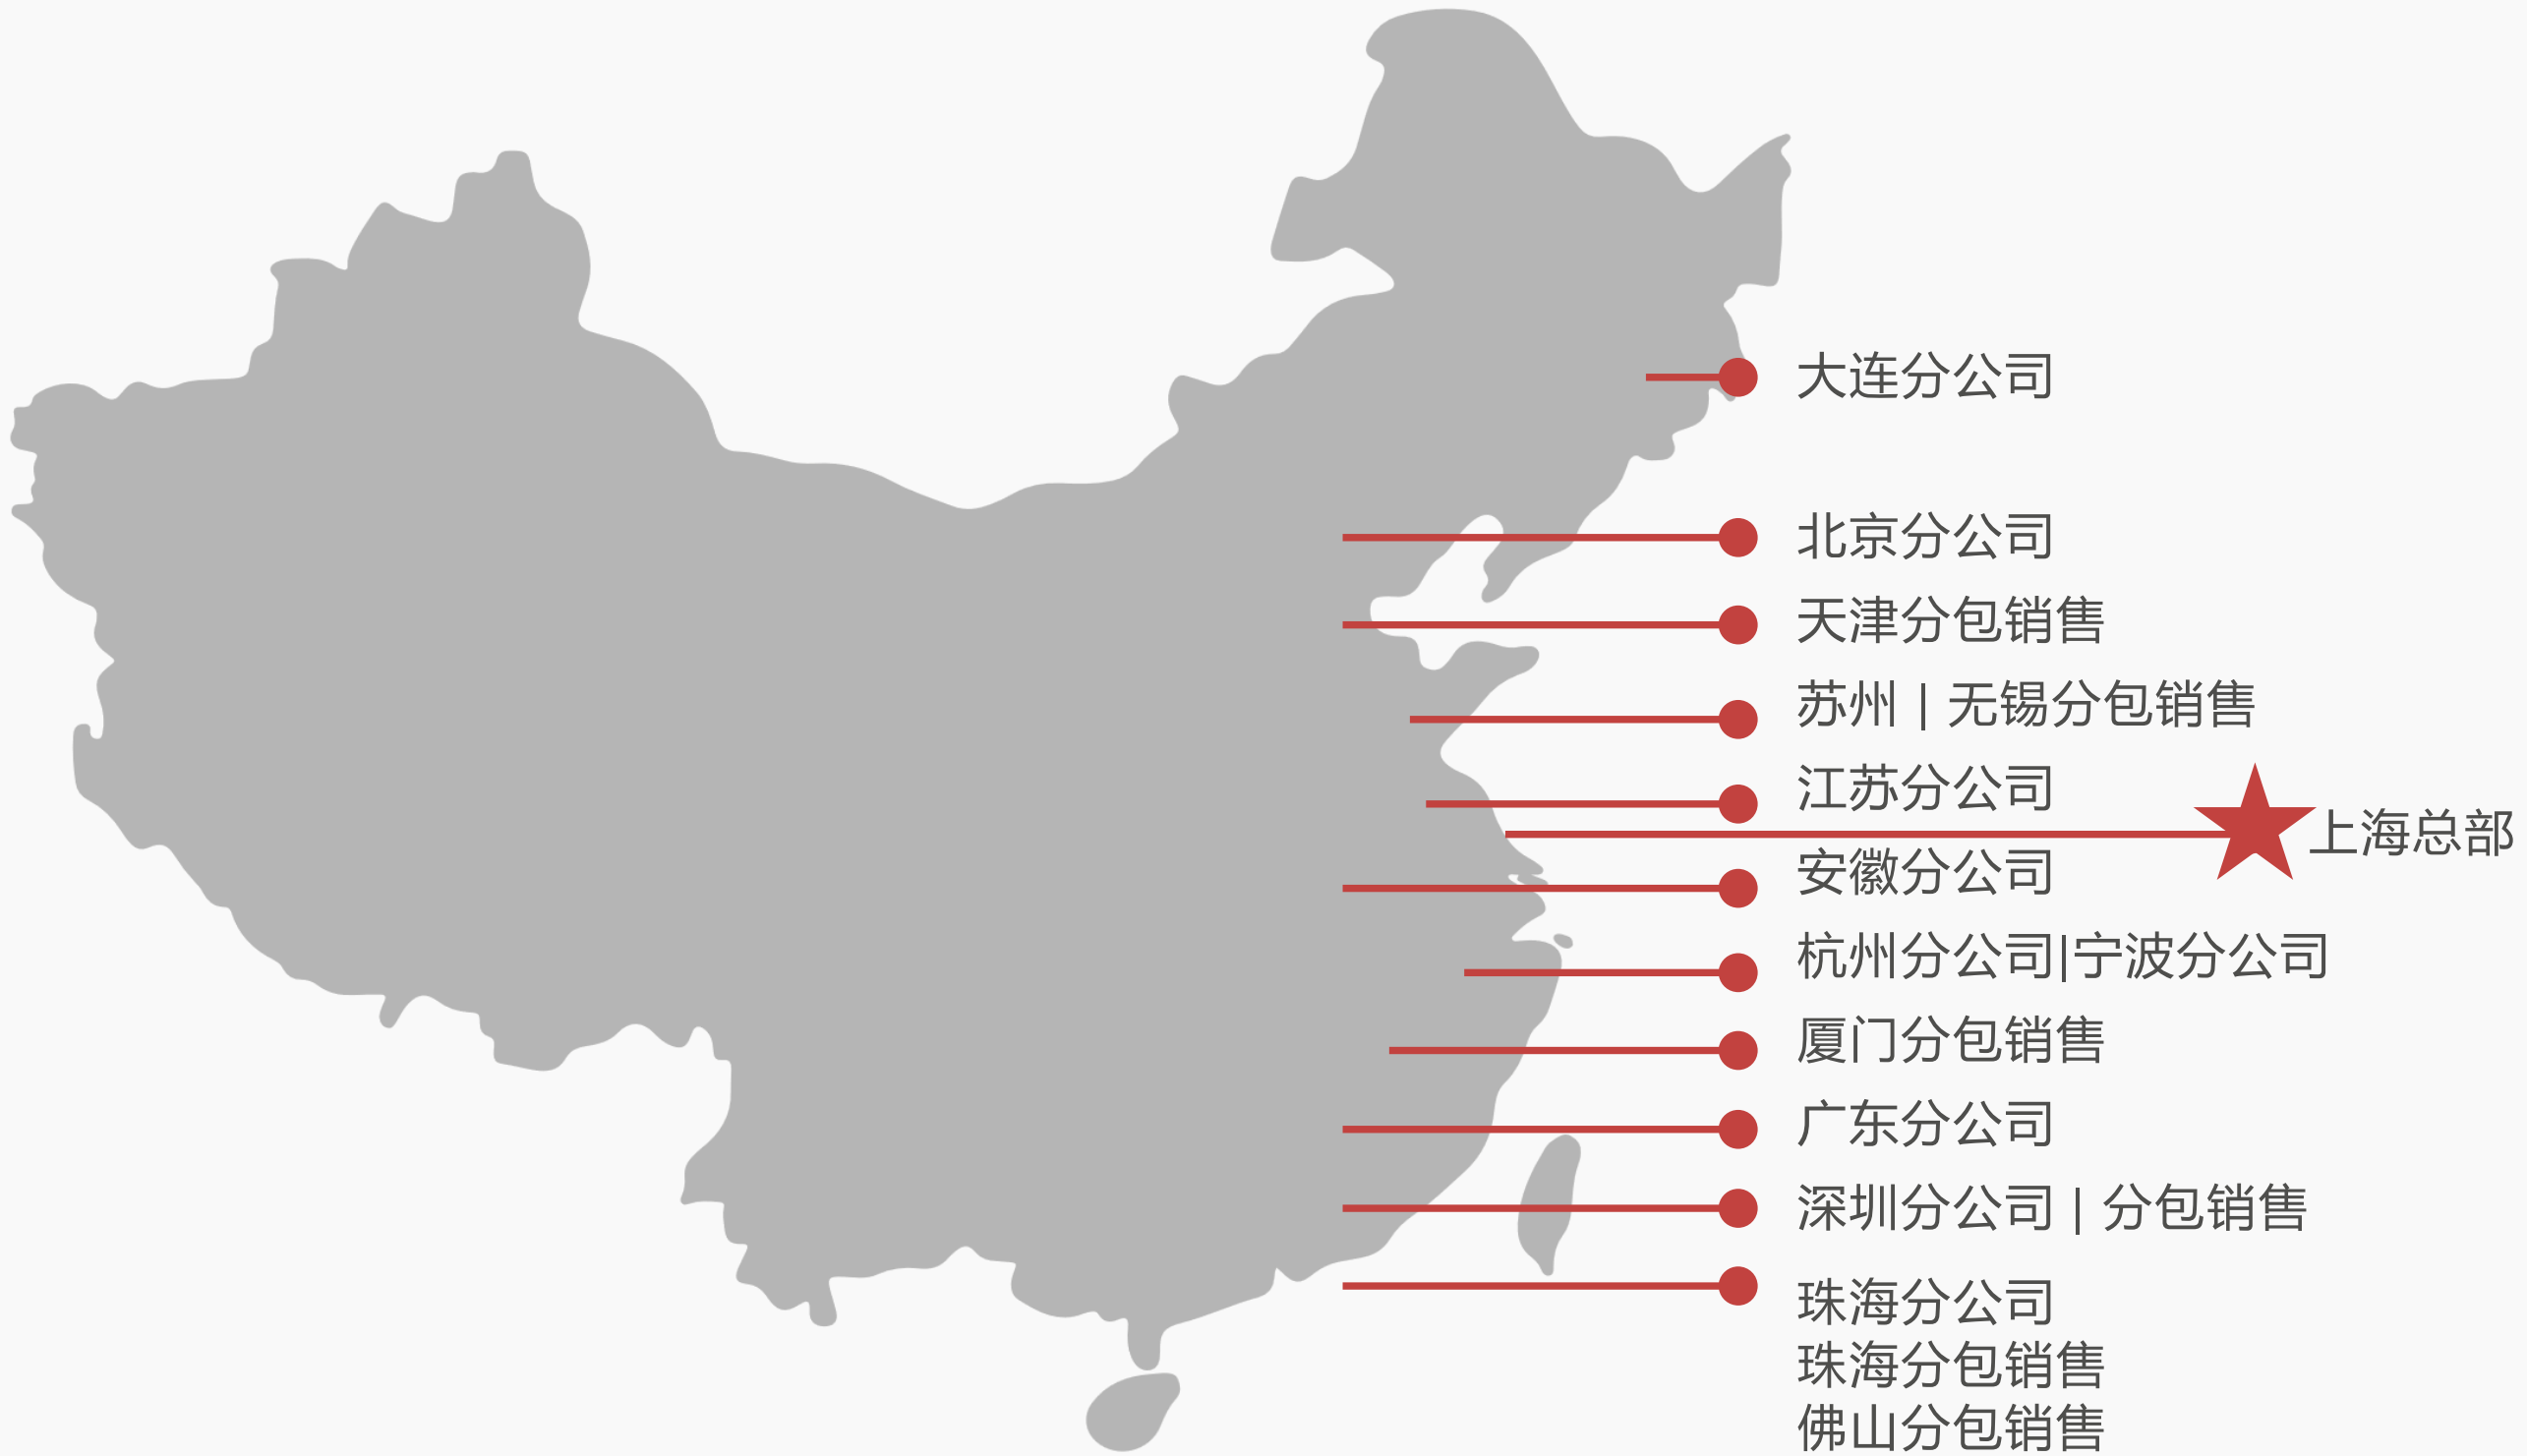 大连分公司
北京分公司
天津分包销售
苏州 | 无锡分包销售
江苏分公司
上海总部
安徽分公司
杭州分公司|宁波分公司
厦门分包销售
广东分公司
深圳分公司 | 分包销售
珠海分公司
珠海分包销售
佛山分包销售